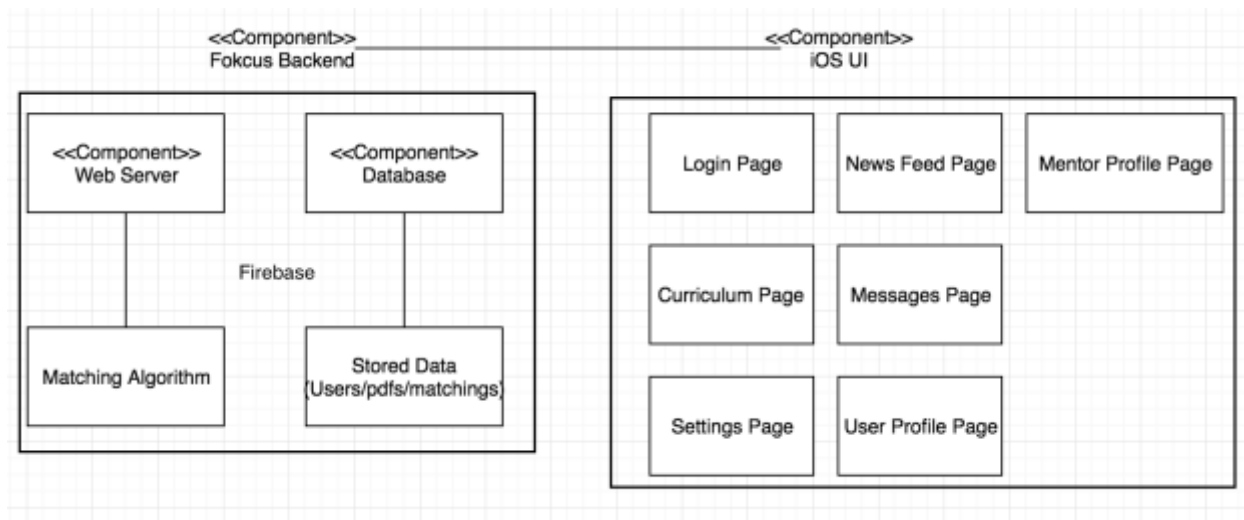 <<Component>>
Fokcus Backend
<<Component>>
iOS UI
<<Component>>
Web Server
<<Component>>
Database
Firebase
Matching Algorithm
Stored Data
(Users/pdfs/matchings)
Login Page
News Feed Page
Mentor Profile Page
Curriculum Page
Messages Page
Settings Page
User Profile Page